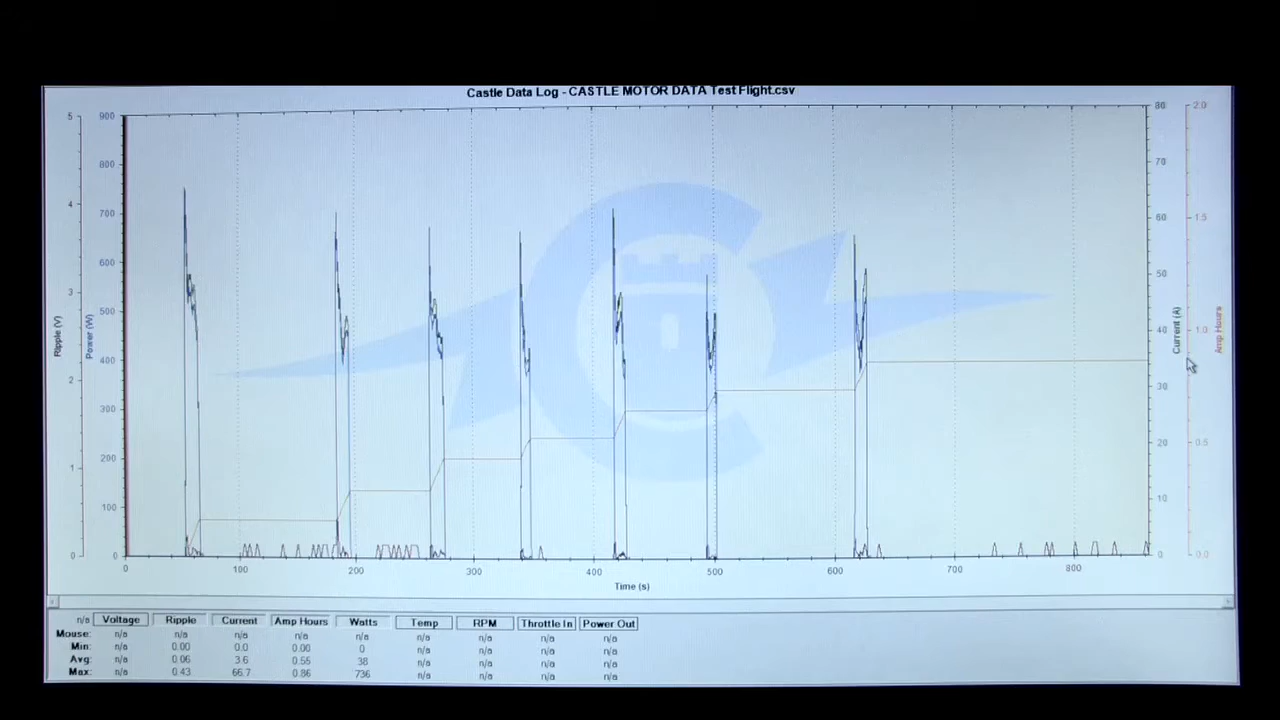 Castle Data Log - CASTLE MOTOR DATA Test Flight.csv
5 900 80 2.0
800 70
4 700 60 1.5
600
3 500 50
Ripple (V) Power (W) 40 Current (A) 1.0 Amp Hours
2 400
300 30
1 200 20 0.5
100 10
0 0 0 0.0
0 100 200 300 400 500 600 700 800
Time (s)
n/a Voltage Ripple Current Amp Hours Watts Temp RPM Throttle In Power Out
Mouse: n/a n/a n/a n/a n/a n/a n/a n/a n/a
Min: n/a 0.00 0.0 0.00 0 n/a n/a n/a n/a
Avg: n/a 0.06 3.6 0.55 38 n/a n/a n/a n/a
Max: n/a 0.43 66.7 0.86 736 n/a n/a n/a n/a